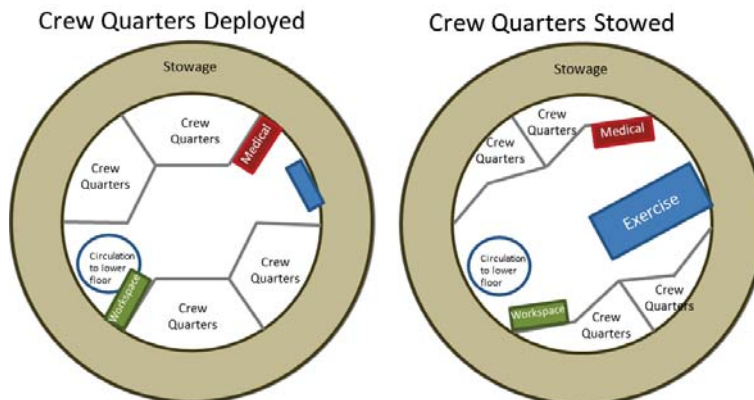 Crew Quarters Deployed
Stowage
Crew
Quarters
Medical
Crew
Quarters
Crew
Quarters
Circulation
to lower
floor
Workspace
Crew
Quarters
Crew Quarters Stowed
Stowage
Crew
Quarters
Medical
Crew
Quarters
Exercise
Circulation
to lower
floor
Crew
Quarters
Workspace
Crew
Quarters